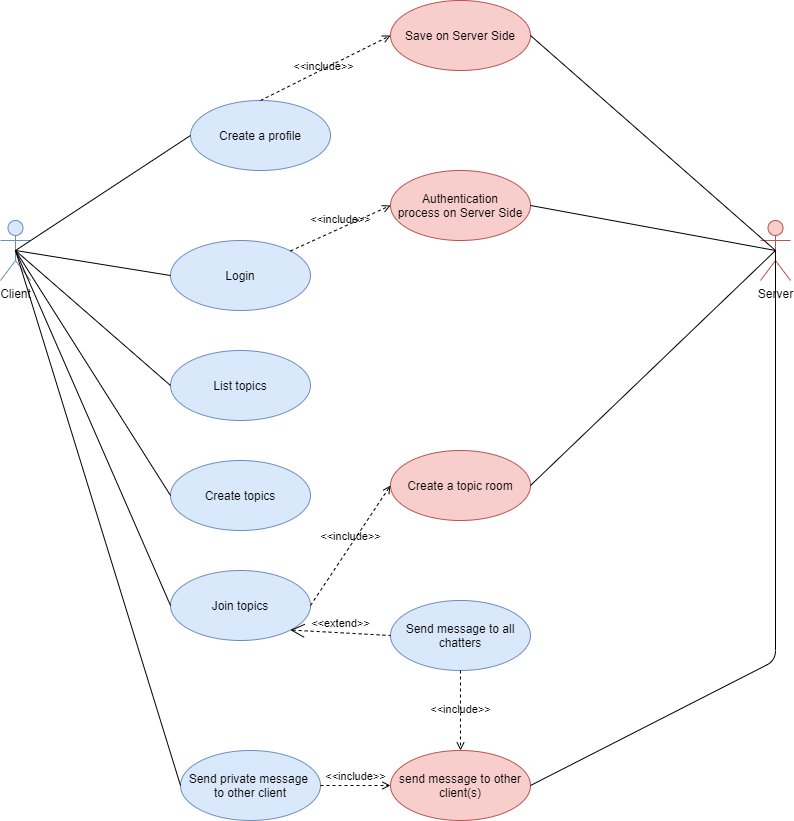 Save on Server Side
<<include>>
Create a profile
Authentication
process on Server Side
<<include>>
Login
Client
Server
List topics
Create a topic room
Create topics
<<include>>
Join topics
<<extend>>
Send message to all
chatters
<<include>>
Send private message
to other client
<<include>>
send message to other
client(s)